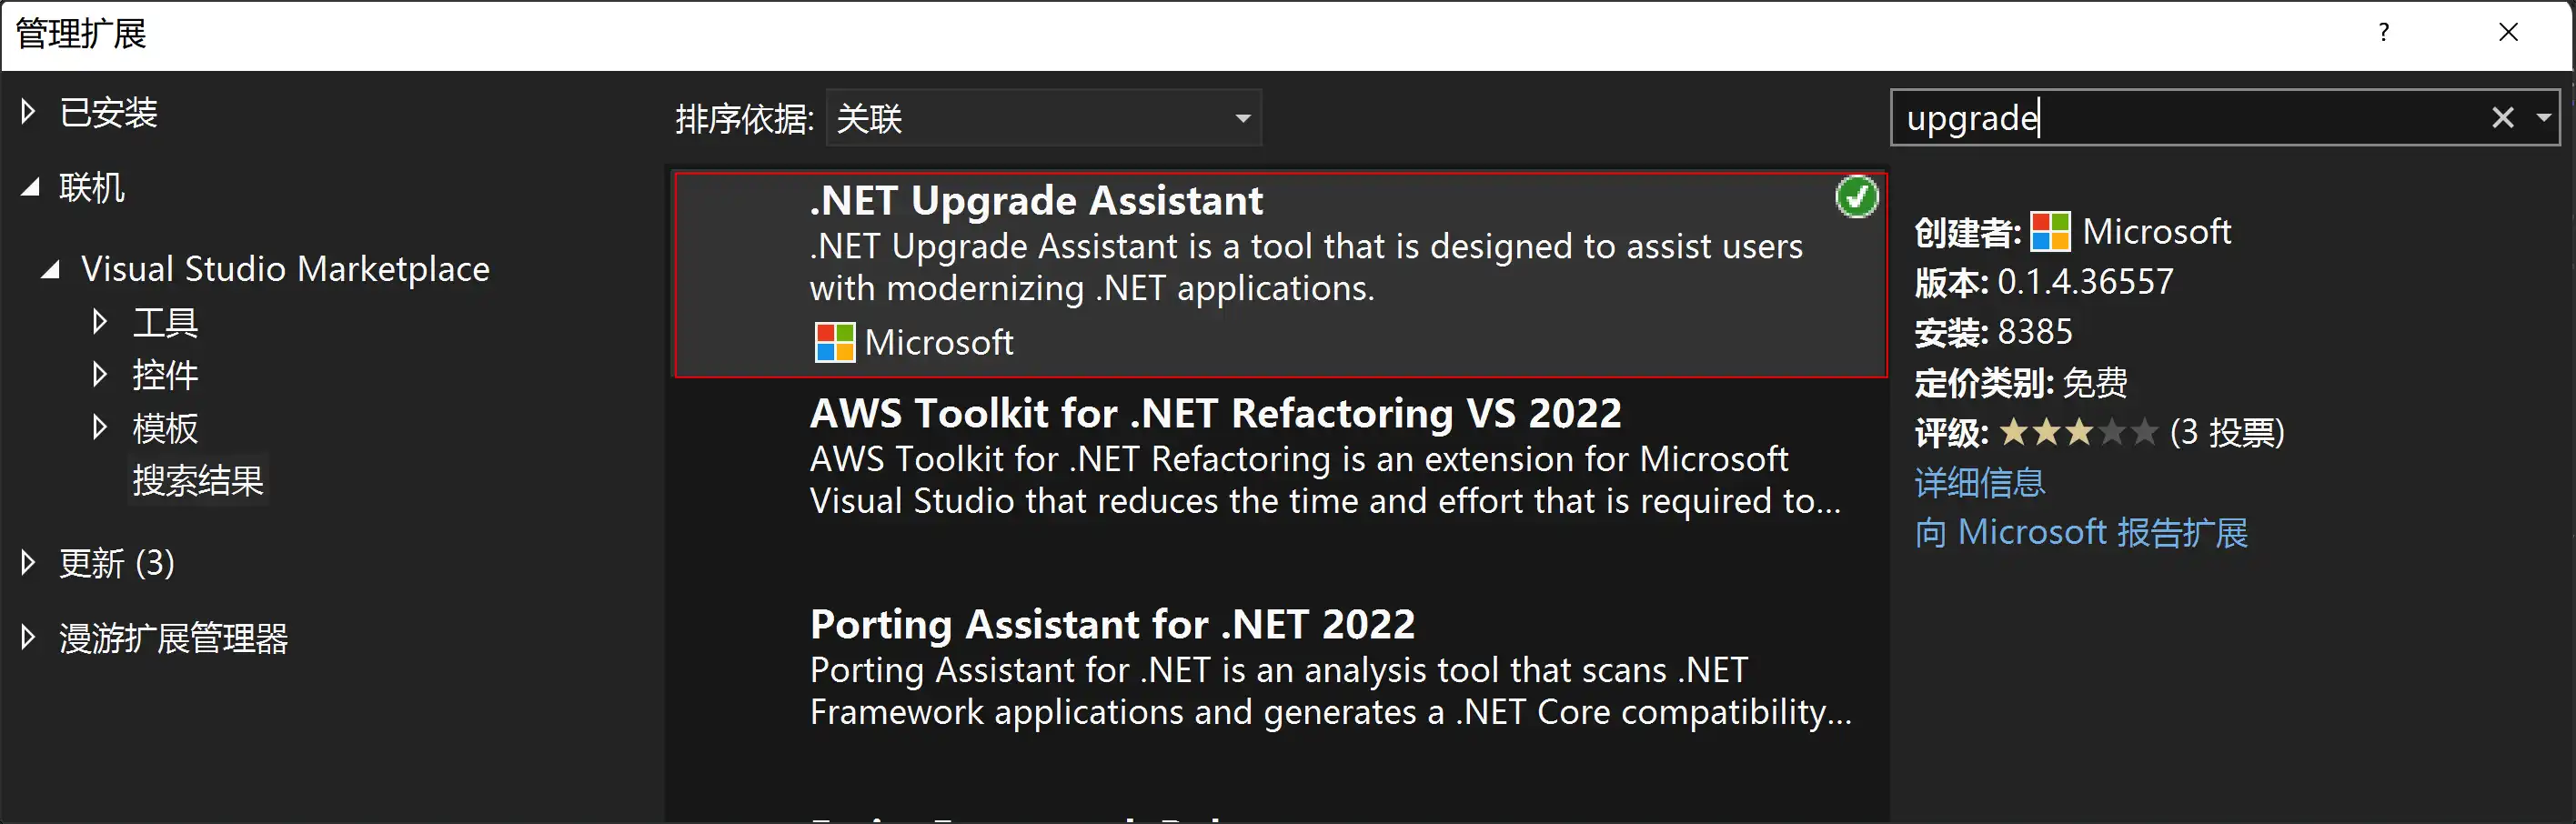 管理扩展
?
已安装
联机
Visual Studio Marketplace
工具
控件
模板
搜索结果
更新 (3)
漫游扩展管理器
排序依据: 关联
.NET Upgrade Assistant
.NET Upgrade Assistant is a tool that is designed to assist users
with modernizing .NET applications.
Microsoft
AWS Toolkit for .NET Refactoring VS 2022
AWS Toolkit for .NET Refactoring is an extension for Microsoft
Visual Studio that reduces the time and effort that is required to...
Porting Assistant for .NET 2022
Porting Assistant for .NET is an analysis tool that scans .NET
Framework applications and generates a .NET Core compatibility...
upgrade
创建者: Microsoft
版本: 0.1.4.36557
安装: 8385
定价类别: 免费
评级: (3 投票)
详细信息
向 Microsoft 报告扩展